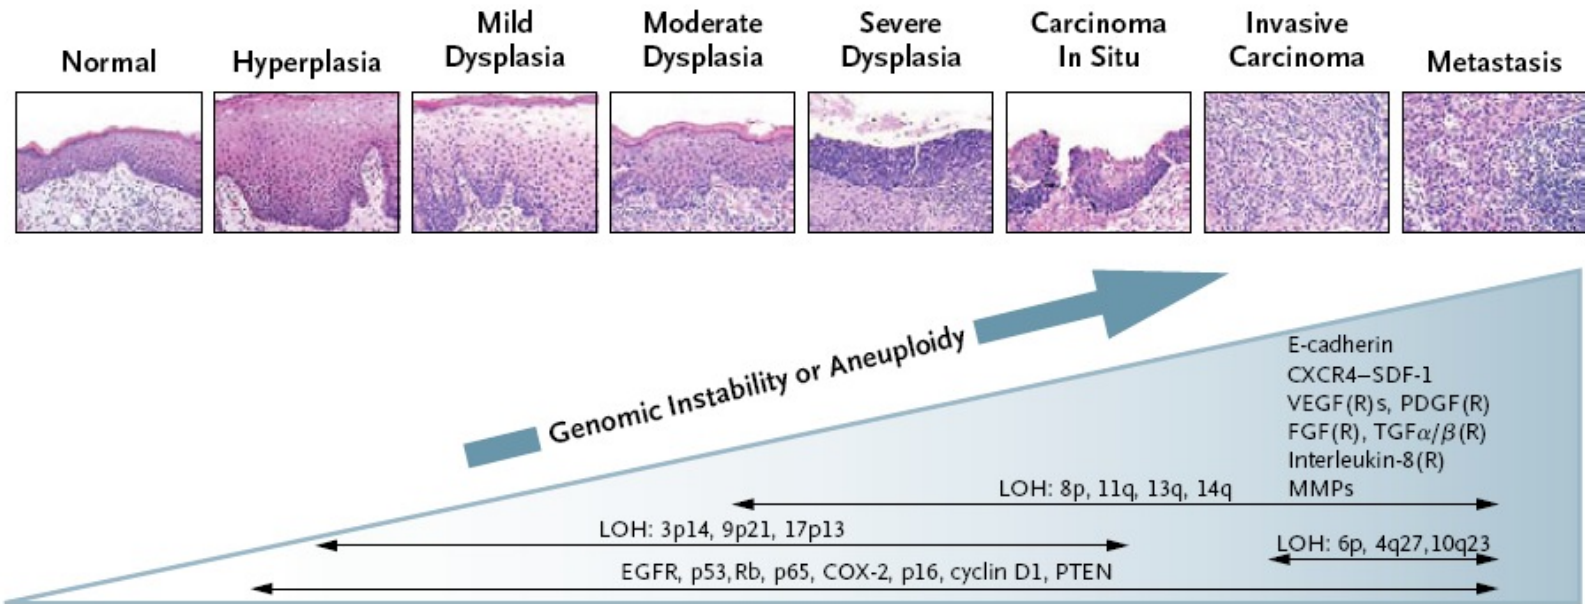 Normal
Hyperplasia
Mild
Dysplasia
Moderate
Dysplasia
Severe
Dysplasia
Carcinoma
In Situ
Invasive
Carcinoma
Metastasis
Genomic Instability or Aneuploidy
E-cadherin
CXCR4–SDF-1
VEGF(R)s, PDGF(R)
FGF(R), TGFα/β(R)
Interleukin-8(R)
MMPs
LOH: 8p, 11q, 13q, 14q
LOH: 3p14, 9p21, 17p13
LOH: 6p, 4q27,10q23
EGFR, p53,Rb, p65, COX-2, p16, cyclin D1, PTEN